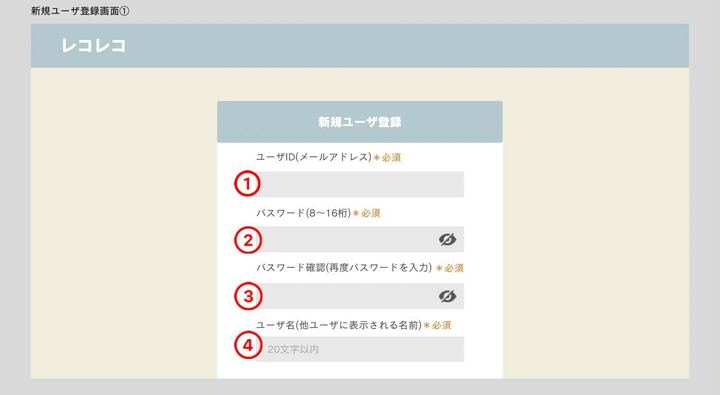 新規ユーザ登録画面①
レコレコ
新規ユーザ登録
ユーザID(メールアドレス)＊必須
①
パスワード(8〜16桁)＊必須
②
パスワード確認(再度パスワードを入力)＊必須
③
ユーザ名(他ユーザに表示される名前)＊必須
④ 20文字以内